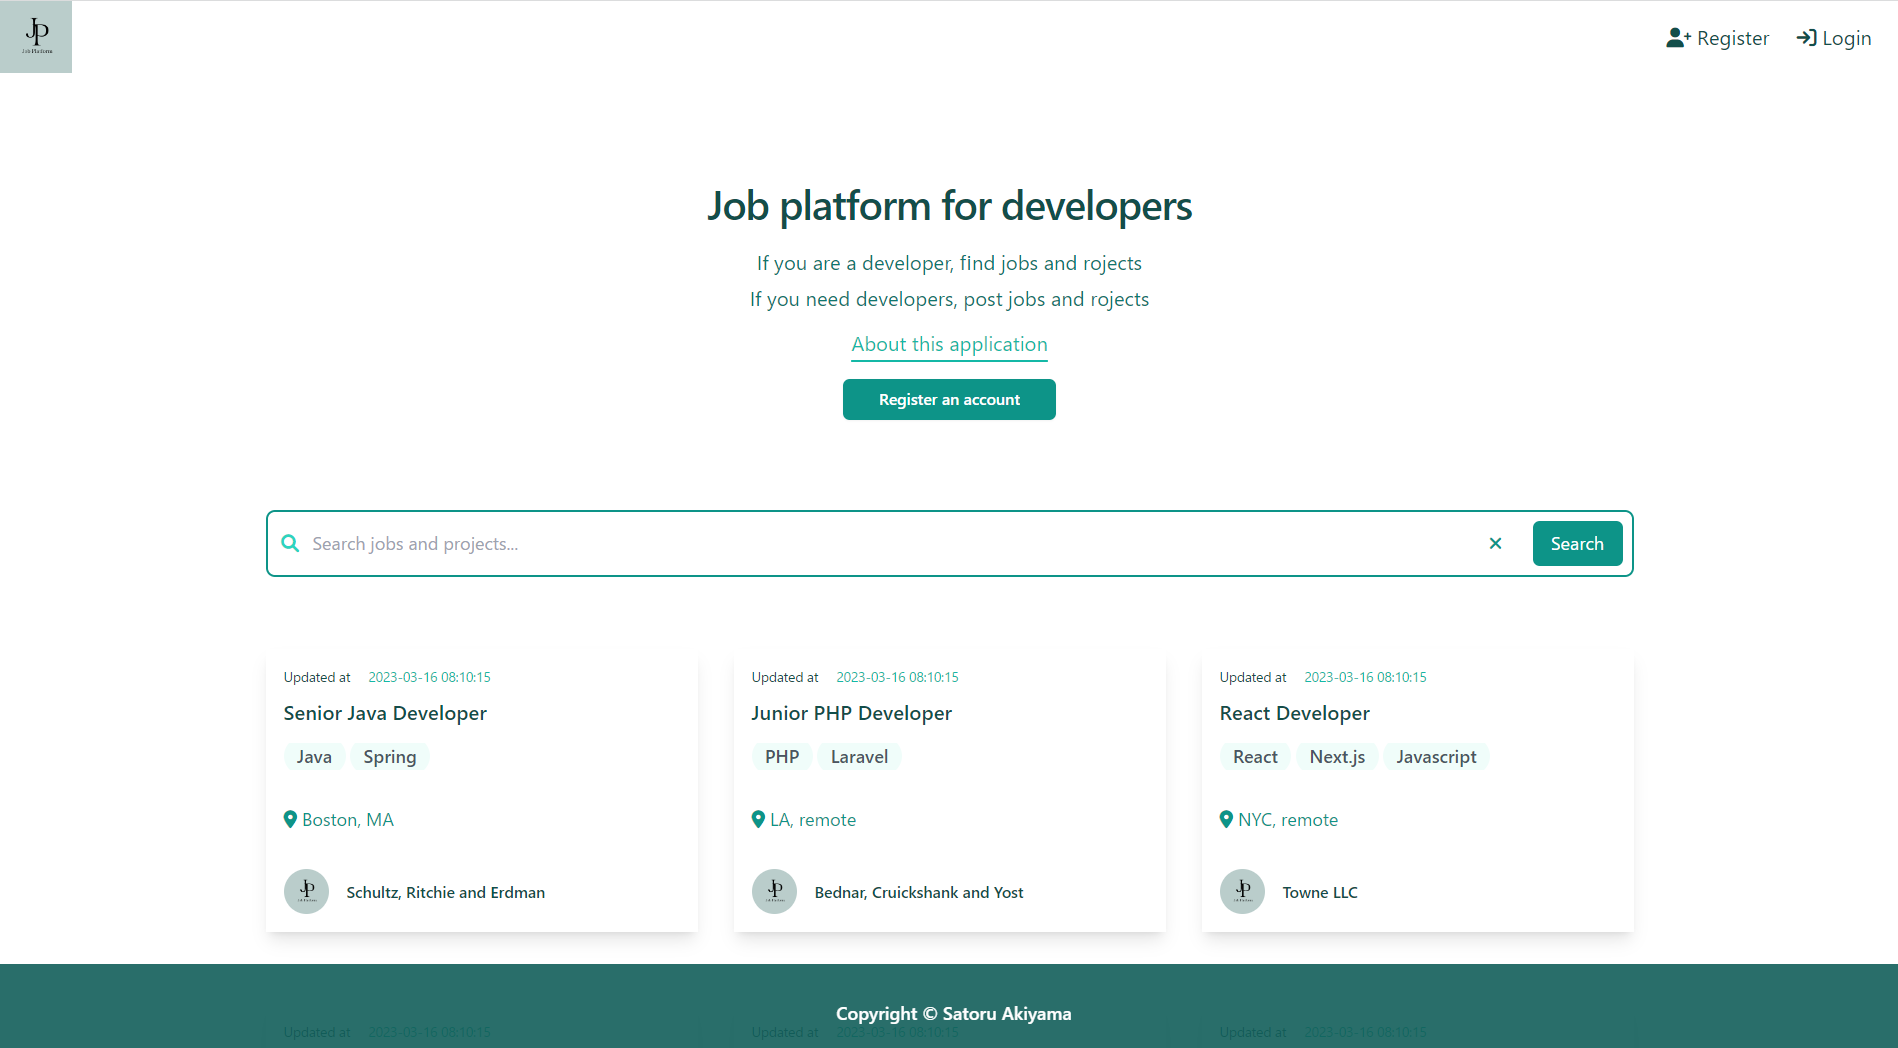 JP
Job Platform
Register
Login
Job platform for developers
If you are a developer, find jobs and rojects
If you need developers, post jobs and rojects
About this application
Register an account
Search jobs and projects...
Search
Updated at 2023-03-16 08:10:15
Senior Java Developer
Java Spring
Boston, MA
JP
Schultz, Ritchie and Erdman
Updated at 2023-03-16 08:10:15
Junior PHP Developer
PHP Laravel
LA, remote
JP
Bednar, Cruickshank and Yost
Updated at 2023-03-16 08:10:15
React Developer
React Next.js Javascript
NYC, remote
JP
Towne LLC
Copyright © Satoru Akiyama
Updated at 2023-03-16 08:10:15
Updated at 2023-03-16 08:10:15
Updated at 2023-03-16 08:10:15